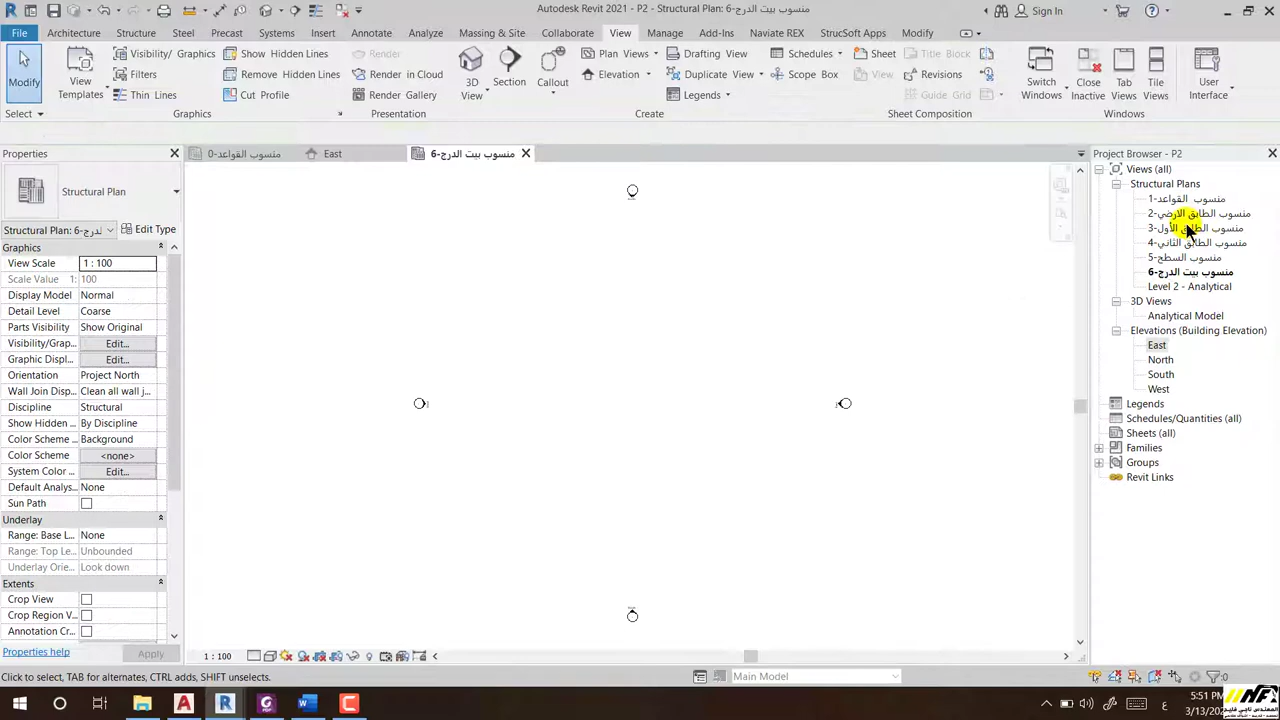 Autodesk Revit 2021 - P2 - Structural Plan: 6-منسوب بيت الدرج
Sign In
File Architecture Structure Steel Precast Systems Insert Annotate Analyze Massing & Site Collaborate View Manage Add-Ins Naviate REX StrucSoft Apps Modify
Modify
View Templates
Visibility/ Graphics
Filters
Thin Lines
Show Hidden Lines
Remove Hidden Lines
Cut Profile
Render
Render in Cloud
Render Gallery
3D View
Section
Callout
Plan Views
Elevation
Drafting View
Duplicate View
Legends
Schedules
Scope Box
Sheet
View
Title Block
Revisions
Guide Grid
Switch Windows
Close Inactive
Tab Views
Tile Views
User Interface
Select Graphics Presentation Create Sheet Composition Windows
Properties
منسوب القواعد-0
East
منسوب بيت الدرج-6
Project Browser - P2
Structural Plan
Structural Plan: 6-درج
Edit Type
Graphics
View Scale 1 : 100
Scale Value 1: 100
Display Model Normal
Detail Level Coarse
Parts Visibility Show Original
Visibility/Grap... Edit...
Graphic Displ... Edit...
Orientation Project North
Wall Join Disp... Clean all wall j...
Discipline Structural
Show Hidden ... By Discipline
Color Scheme ... Background
Color Scheme <none>
System Color ... Edit...
Default Analys... None
Sun Path
Underlay
Range: Base L... None
Range: Top Le... Unbounded
Underlay Orie... Look down
Extents
Crop View
Crop Region V...
Annotation Cr...
Properties help
Apply
Views (all)
Structural Plans
منسوب القواعد-1
منسوب الطابق الارضي-2
منسوب الطابق الأول-3
منسوب الطابق الثاني-4
منسوب السطح-5
منسوب بيت الدرج-6
Level 2 - Analytical
3D Views
Analytical Model
Elevations (Building Elevation)
East
North
South
West
Legends
Schedules/Quantities (all)
Sheets (all)
Families
Groups
Revit Links
1 : 100
Click to select, TAB for alternates, CTRL adds, SHIFT unselects.
Main Model
:0
ع
5:51 PM
3/13/20
NF